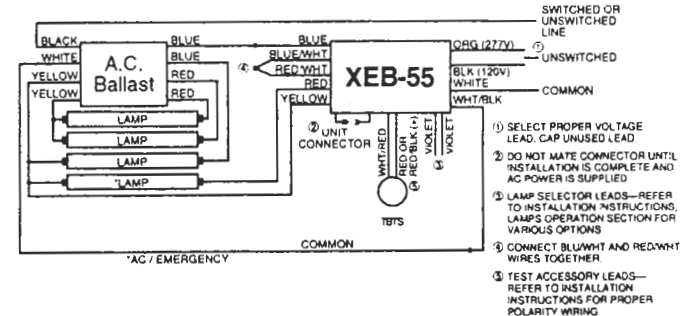 SWITCHED OR
UNSWITCHED
LINE
BLACK
BLUE
BLUE
ORG (277V)
①
WHITE
BLUE
BLUE/WHT
UNSWITCHED
A.C.
Ballast
④
XEB-55
YELLOW
RED
RED/WHT
BLK (120V)
RED
WHITE
COMMON
YELLOW
RED
YELLOW
WHT/BLK
LAMP
LAMP
LAMP
*LAMP
② UNIT
CONNECTOR
WHT/RED
RED OR
RED/BLK (+)
VIOLET
VIOLET
TBTS
COMMON
*AC / EMERGENCY
① SELECT PROPER VOLTAGE
LEAD. CAP UNUSED LEAD.
② DO NOT MATE CONNECTOR UNTIL
INSTALLATION IS COMPLETE AND
AC POWER IS SUPPLIED
③ LAMP SELECTOR LEADS—REFER
TO INSTALLATION INSTRUCTIONS,
LAMPS OPERATION SECTION FOR
VARIOUS OPTIONS
④ CONNECT BLU/WHT AND RED/WHT
WIRES TOGETHER.
⑤ TEST ACCESSORY LEADS—
REFER TO INSTALLATION
INSTRUCTIONS FOR PROPER
POLARITY WIRING